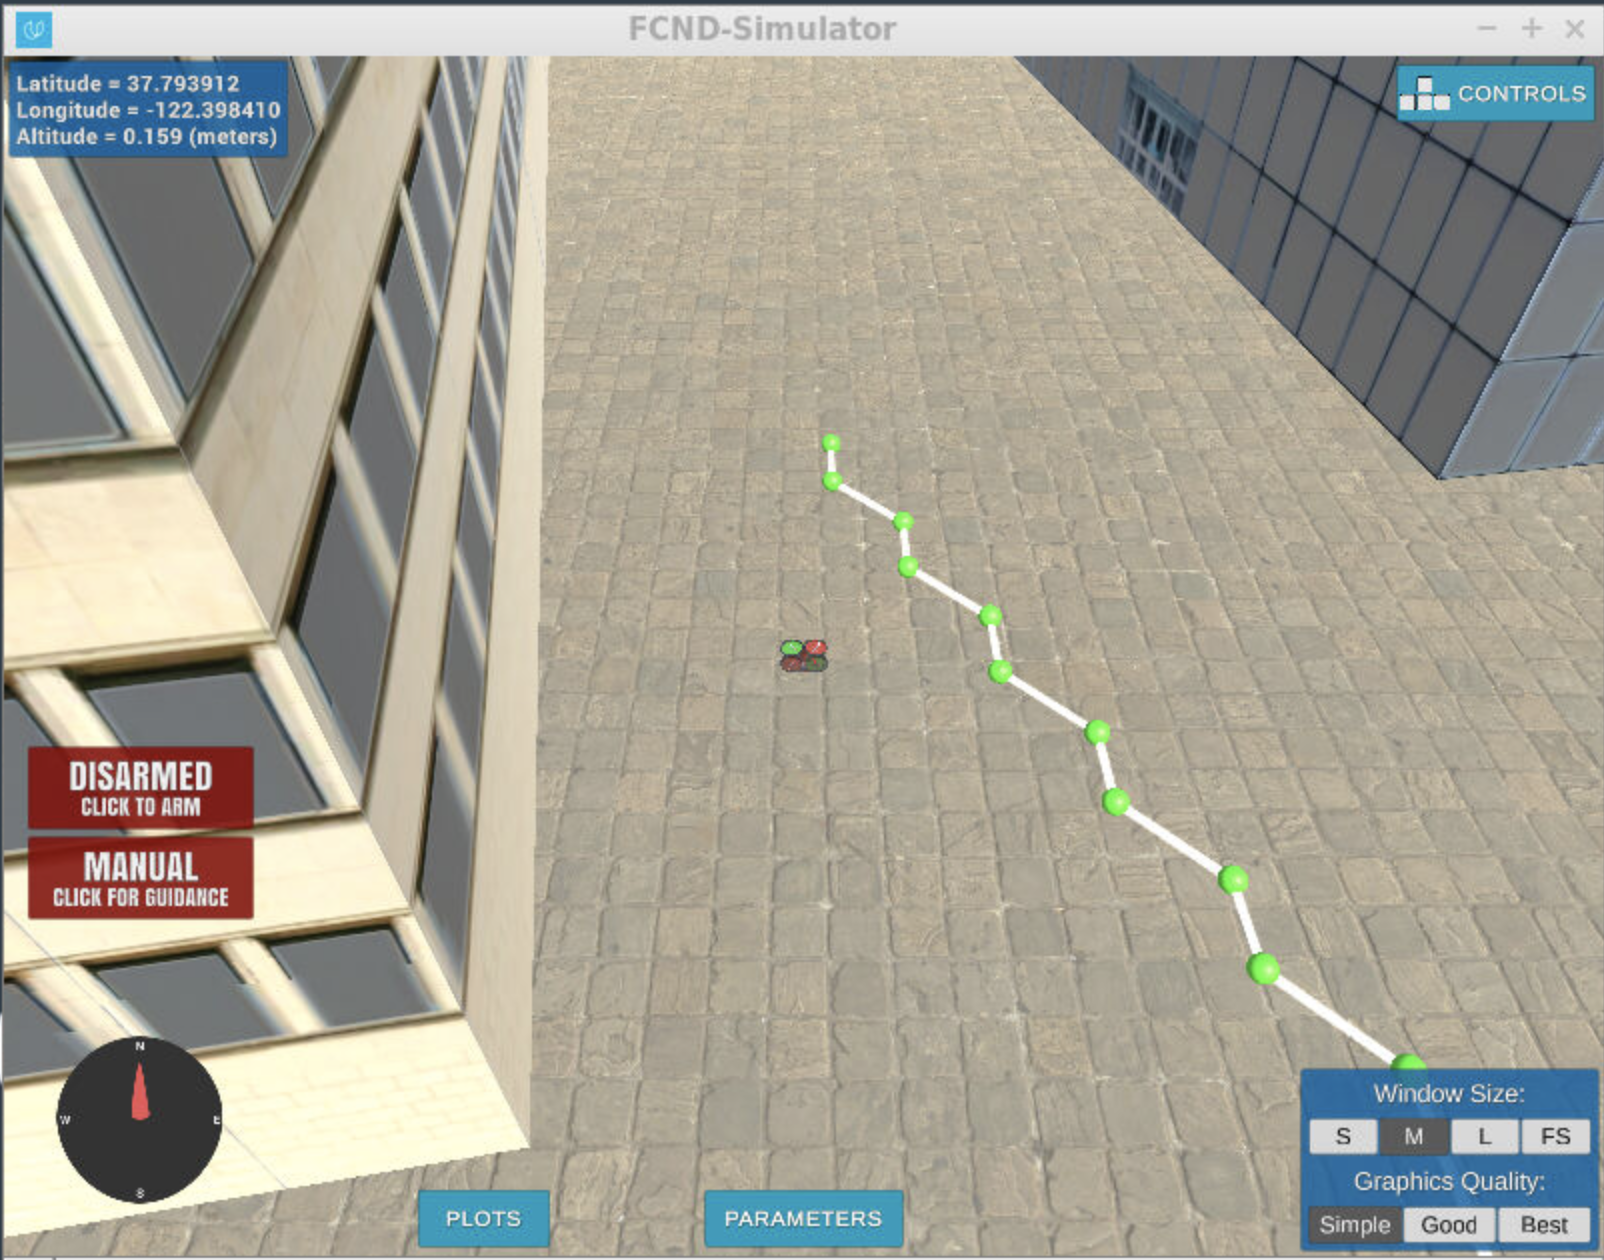 FCND-Simulator
Latitude = 37.793912
Longitude = -122.398410
Altitude = 0.159 (meters)
CONTROLS
DISARMED
CLICK TO ARM
MANUAL
CLICK FOR GUIDANCE
N
W
E
S
PLOTS
PARAMETERS
Window Size:
S M L FS
Graphics Quality:
Simple Good Best